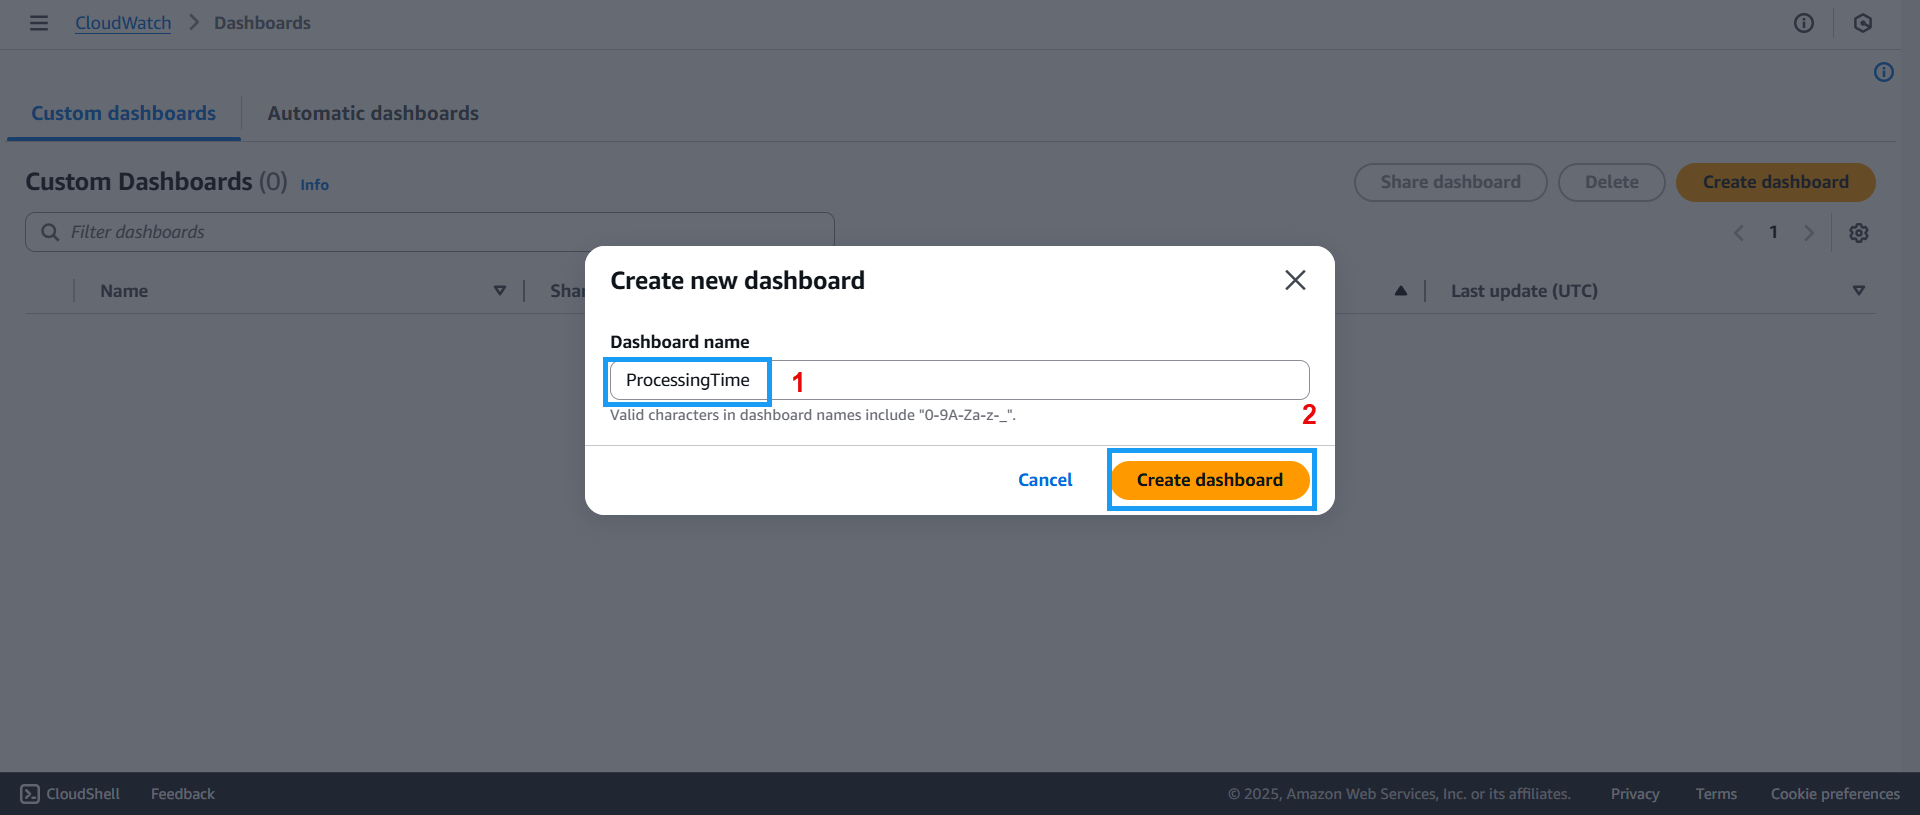 CloudWatch > Dashboards
Custom dashboards
Automatic dashboards
Custom Dashboards (0) Info
Share dashboard
Delete
Create dashboard
Filter dashboards
1
Name
Last update (UTC)
Create new dashboard
Dashboard name
ProcessingTime
1
Valid characters in dashboard names include "0-9A-Za-z-_".
2
Cancel
Create dashboard
CloudShell
Feedback
© 2025, Amazon Web Services, Inc. or its affiliates.
Privacy
Terms
Cookie preferences